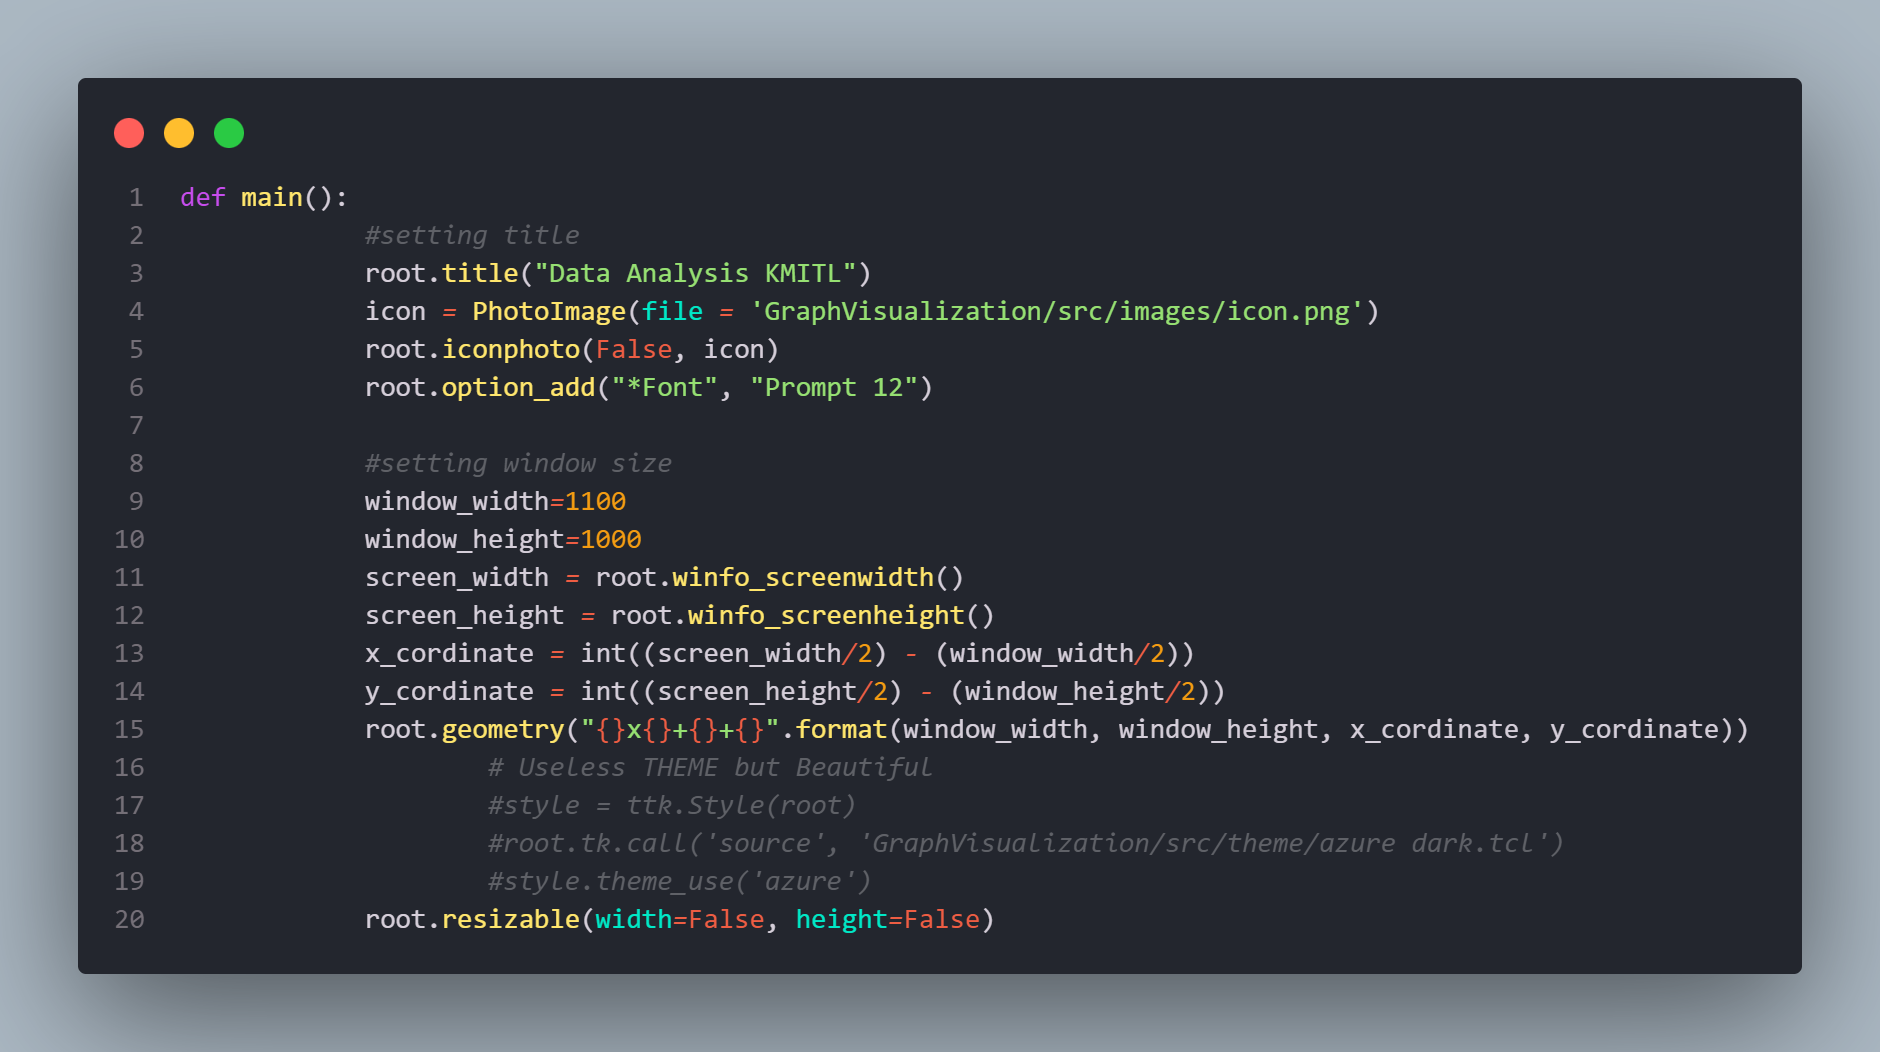 1 def main():
2 #setting title
3 root.title("Data Analysis KMITL")
4 icon = PhotoImage(file = 'GraphVisualization/src/images/icon.png')
5 root.iconphoto(False, icon)
6 root.option_add("*Font", "Prompt 12")
7
8 #setting window size
9 window_width=1100
10 window_height=1000
11 screen_width = root.winfo_screenwidth()
12 screen_height = root.winfo_screenheight()
13 x_cordinate = int((screen_width/2) - (window_width/2))
14 y_cordinate = int((screen_height/2) - (window_height/2))
15 root.geometry("{}x{}+{}+{}".format(window_width, window_height, x_cordinate, y_cordinate))
16 # Useless THEME but Beautiful
17 #style = ttk.Style(root)
18 #root.tk.call('source', 'GraphVisualization/src/theme/azure dark.tcl')
19 #style.theme_use('azure')
20 root.resizable(width=False, height=False)